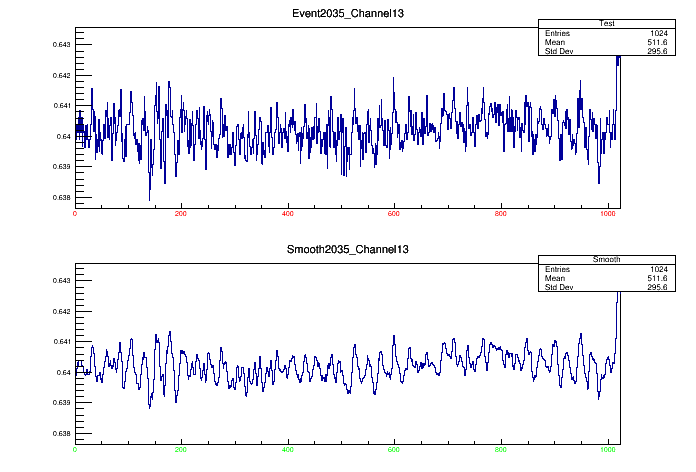 Event2035_Channel13
Test
Entries 1024
Mean 511.6
Std Dev 295.6
0.643
0.642
0.641
0.64
0.639
0.638
0 200 400 600 800 1000
Smooth2035_Channel13
Smooth
Entries 1024
Mean 511.6
Std Dev 295.6
0.643
0.642
0.641
0.64
0.639
0.638
0 200 400 600 800 1000